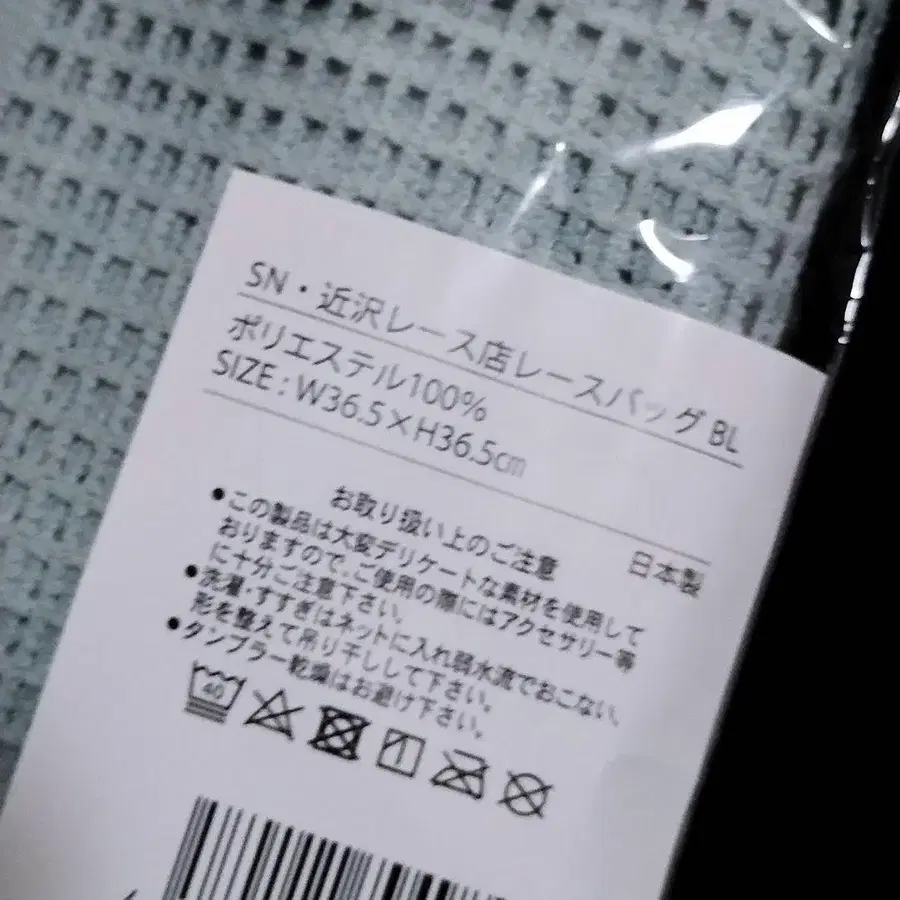 SN・近沢レース店レースバッグ BL
ポリエステル100%
SIZE : W36.5×H36.5cm
日本製
お取り扱い上のご注意
●この製品は大変デリケートな素材を使用して
おりますので、ご使用の際にはアクセサリー等
に十分ご注意下さい。
●洗濯・すすぎはネットに入れ弱水流でおこない、
形を整えて吊り干しして下さい。
●タンブラー乾燥はお避け下さい。
40